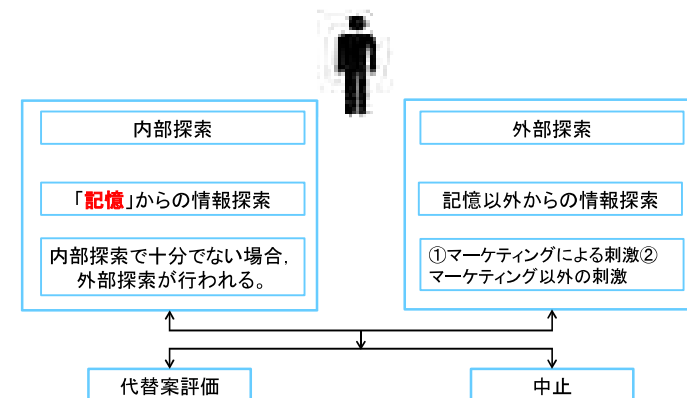 内部探索
「記憶」からの情報探索
内部探索で十分でない場合,
外部探索が行われる。
外部探索
記憶以外からの情報探索
①マーケティングによる刺激②
マーケティング以外の刺激
代替案評価
中止